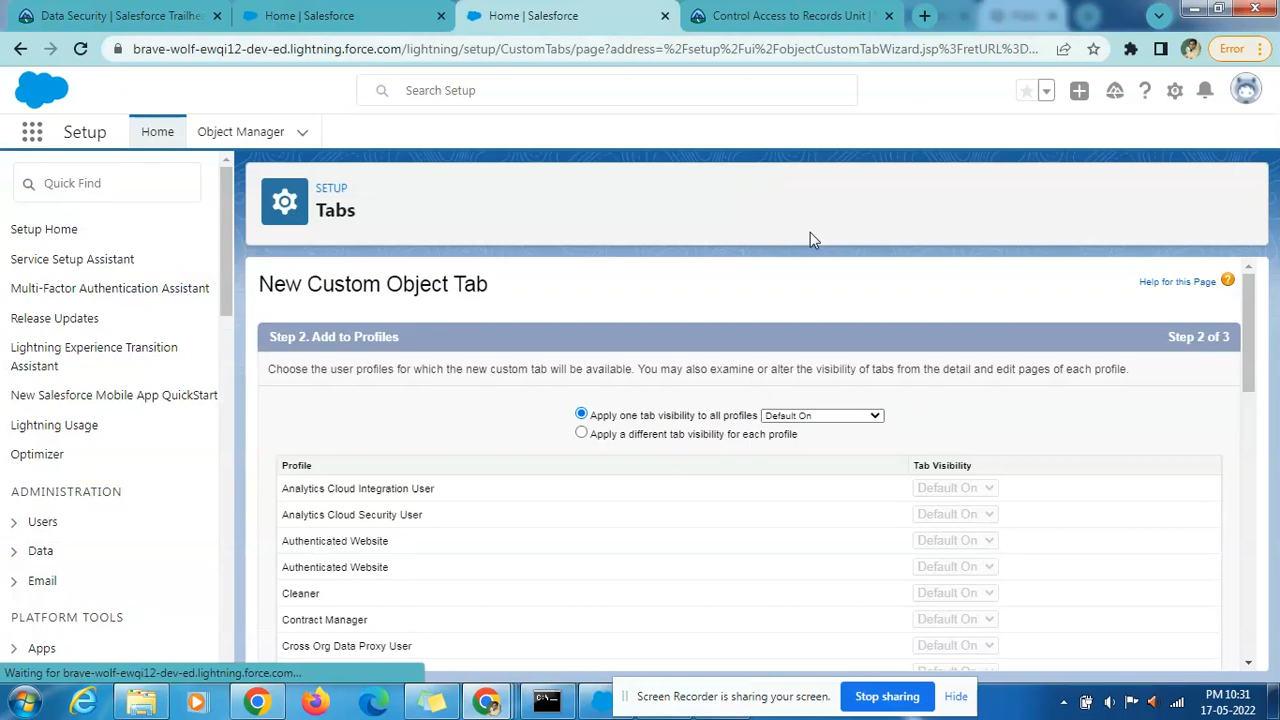 Data Security | Salesforce Trailhe
Home | Salesforce
Home | Salesforce
Control Access to Records Unit |
brave-wolf-ewqi12-dev-ed.lightning.force.com/lightning/setup/CustomTabs/page?address=%2Fsetup%2Fui%2FobjectCustomTabWizard.jsp%3FretURL%3D...
Error
Search Setup
Setup
Home
Object Manager
Quick Find
Setup Home
Service Setup Assistant
Multi-Factor Authentication Assistant
Release Updates
Lightning Experience Transition
Assistant
New Salesforce Mobile App QuickStart
Lightning Usage
Optimizer
ADMINISTRATION
Users
Data
Email
PLATFORM TOOLS
Apps
SETUP
Tabs
New Custom Object Tab
Help for this Page
Step 2. Add to Profiles
Step 2 of 3
Choose the user profiles for which the new custom tab will be available. You may also examine or alter the visibility of tabs from the detail and edit pages of each profile.
Apply one tab visibility to all profiles Default On
Apply a different tab visibility for each profile
Profile Tab Visibility
Analytics Cloud Integration User Default On
Analytics Cloud Security User Default On
Authenticated Website Default On
Authenticated Website Default On
Cleaner Default On
Contract Manager Default On
Cross Org Data Proxy User Default On
Waiting for brave-wolf-ewqi12-dev-ed.lightning.force.com...
Screen Recorder is sharing your screen.
Stop sharing
Hide
PM 10:31
17-05-2022